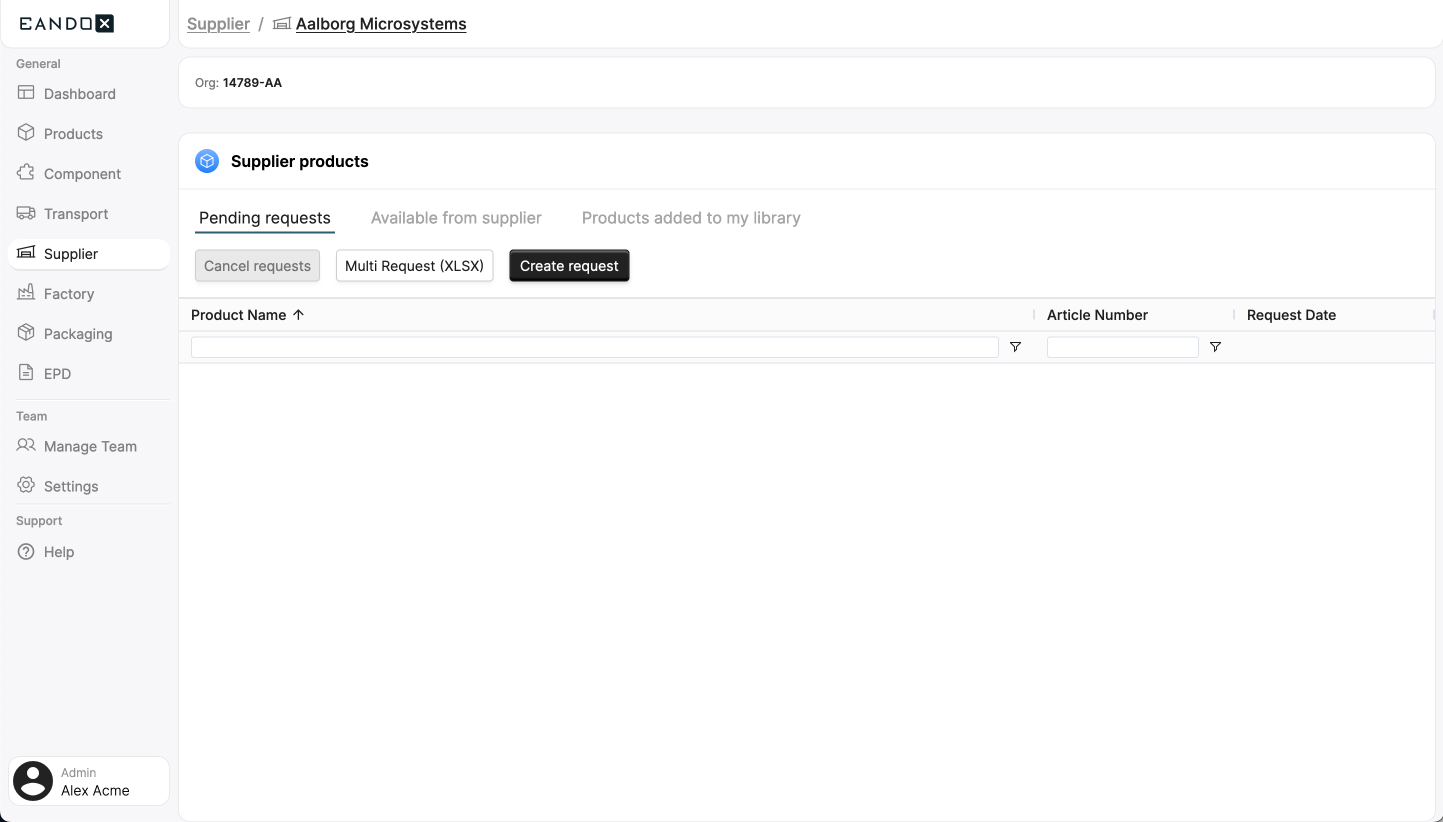 EANDOX
Supplier / Aalborg Microsystems
General
Dashboard
Products
Component
Transport
Supplier
Factory
Packaging
EPD
Team
Manage Team
Settings
Support
Help
Admin
Alex Acme
Org: 14789-AA
Supplier products
Pending requests Available from supplier Products added to my library
Cancel requests Multi Request (XLSX) Create request
Product Name Article Number Request Date